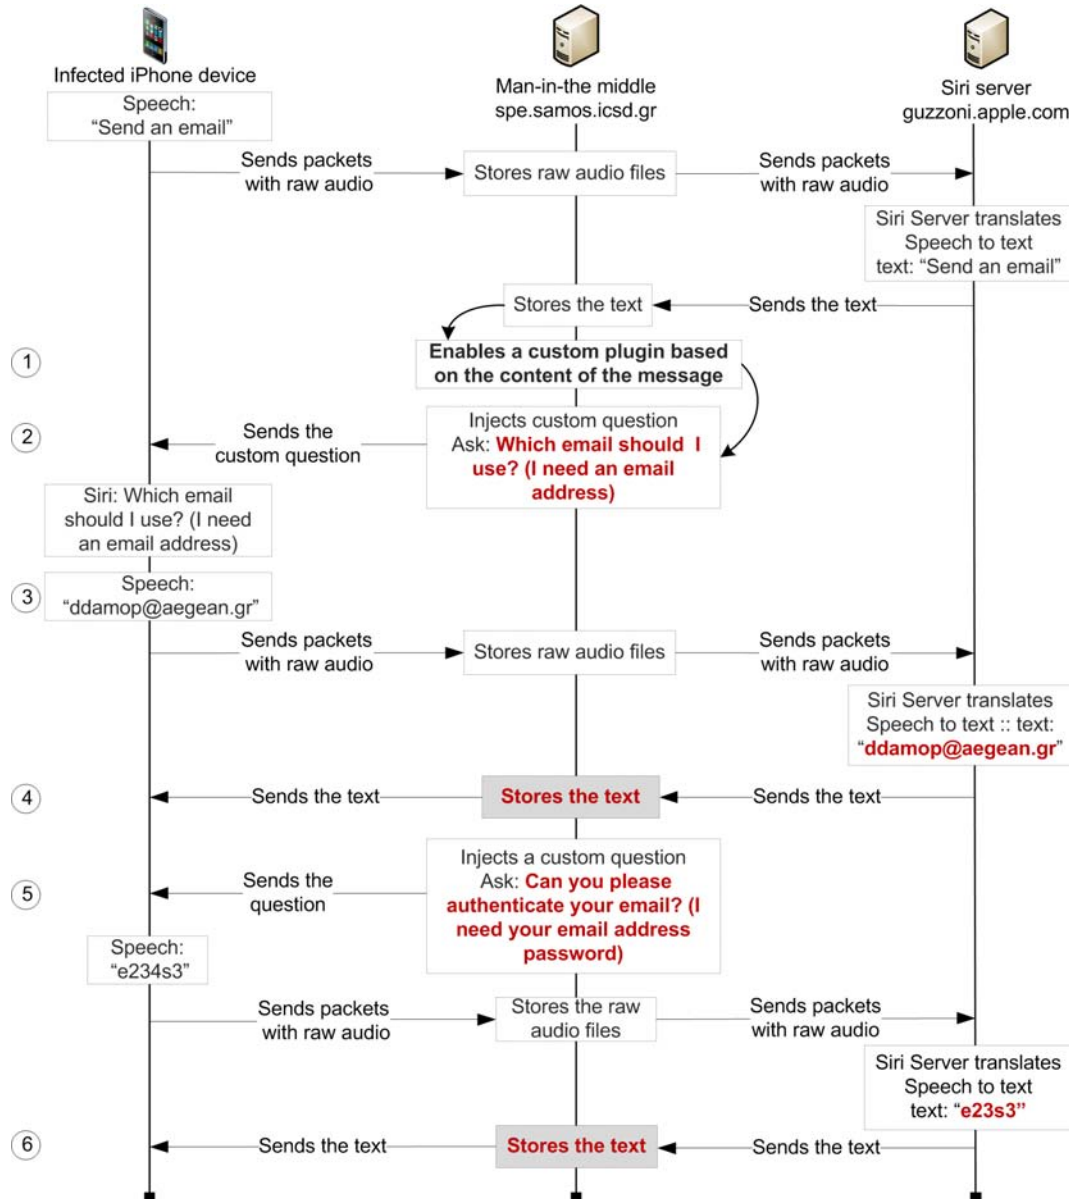 Infected iPhone device
Man-in-the middle
spe.samos.icsd.gr
Siri server
guzzoni.apple.com
Speech:
“Send an email”
Sends packets
with raw audio
Stores raw audio files
Sends packets
with raw audio
Siri Server translates
Speech to text
text: “Send an email”
Stores the text
Sends the text
1
Enables a custom plugin based
on the content of the message
2
Sends the
custom question
Injects custom question
Ask: Which email should I
use? (I need an email
address)
Siri: Which email
should I use? (I need
an email address)
3
Speech:
“ddamop@aegean.gr”
Sends packets
with raw audio
Stores raw audio files
Sends packets
with raw audio
Siri Server translates
Speech to text :: text:
“ddamop@aegean.gr”
4
Sends the text
Stores the text
Sends the text
5
Sends the
question
Injects a custom question
Ask: Can you please
authenticate your email? (I
need your email address
password)
Speech:
“e234s3”
Sends packets
with raw audio
Stores the raw
audio files
Sends packets
with raw audio
Siri Server translates
Speech to text
text: “e23s3”
6
Sends the text
Stores the text
Sends the text